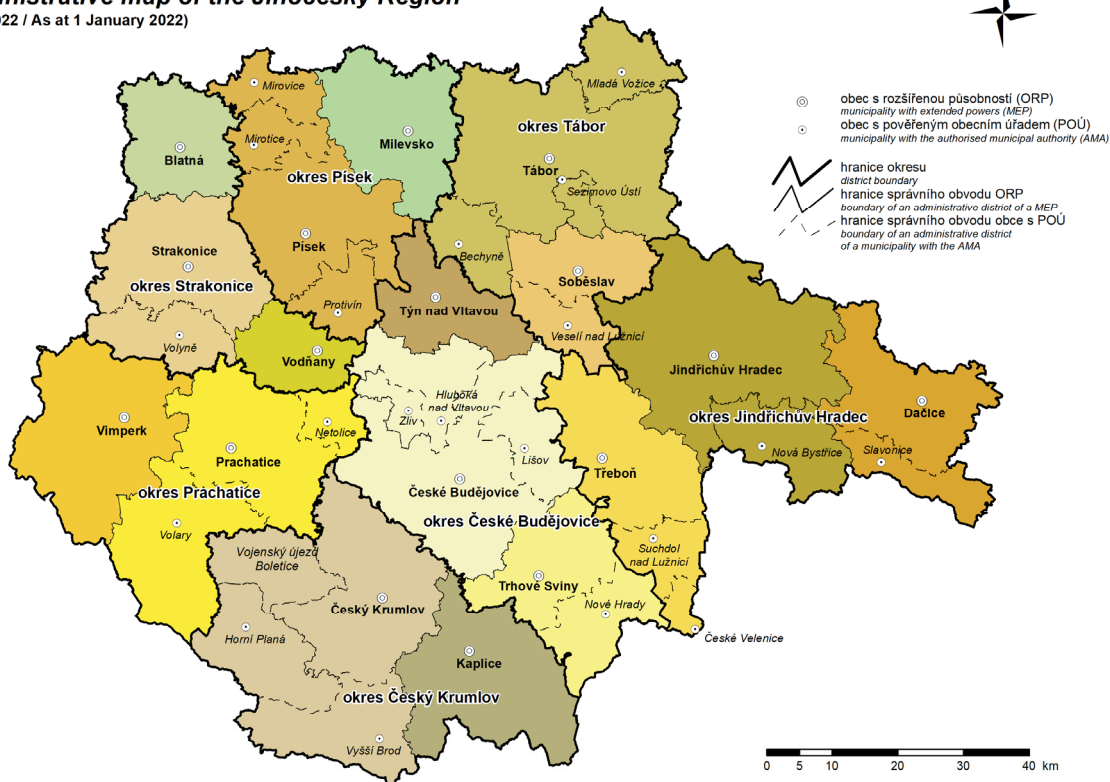 nistrative map of the Jihočeský Region
022 / As at 1 January 2022)
obec s rozšířenou působností (ORP)
municipality with extended powers (MEP)
obec s pověřeným obecním úřadem (POÚ)
municipality with the authorised municipal authority (AMA)
hranice okresu
district boundary
hranice správního obvodu ORP
boundary of an administrative district of a MEP
hranice správního obvodu obce s POÚ
boundary of an administrative district
of a municipality with the AMA
Mirovice
Mladá Vožice
Milevsko
okres Tábor
Mirotice
Blatná
Tábor
okres Písek
Sezimovo Ústí
Písek
Strakonice
Bechyně
okres Strakonice
Soběslav
Protivín
Týn nad Vltavou
Veselí nad Lužnicí
Volyně
Vodňany
Jindřichův Hradec
Hluboká
nad Vltavou
Zliv
Dačice
okres Jindřichův Hradec
Vimperk
Netolice
Nová Bystřice
Slavonice
Prachatice
Lišov
Třeboň
okres Prachatice
České Budějovice
okres České Budějovice
Volary
Vojenský újezd
Boletice
Suchdol
nad Lužnicí
Trhové Sviny
Český Krumlov
Nové Hrady
Horní Planá
České Velenice
Kaplice
okres Český Krumlov
Vyšší Brod
0 5 10 20 30 40 km